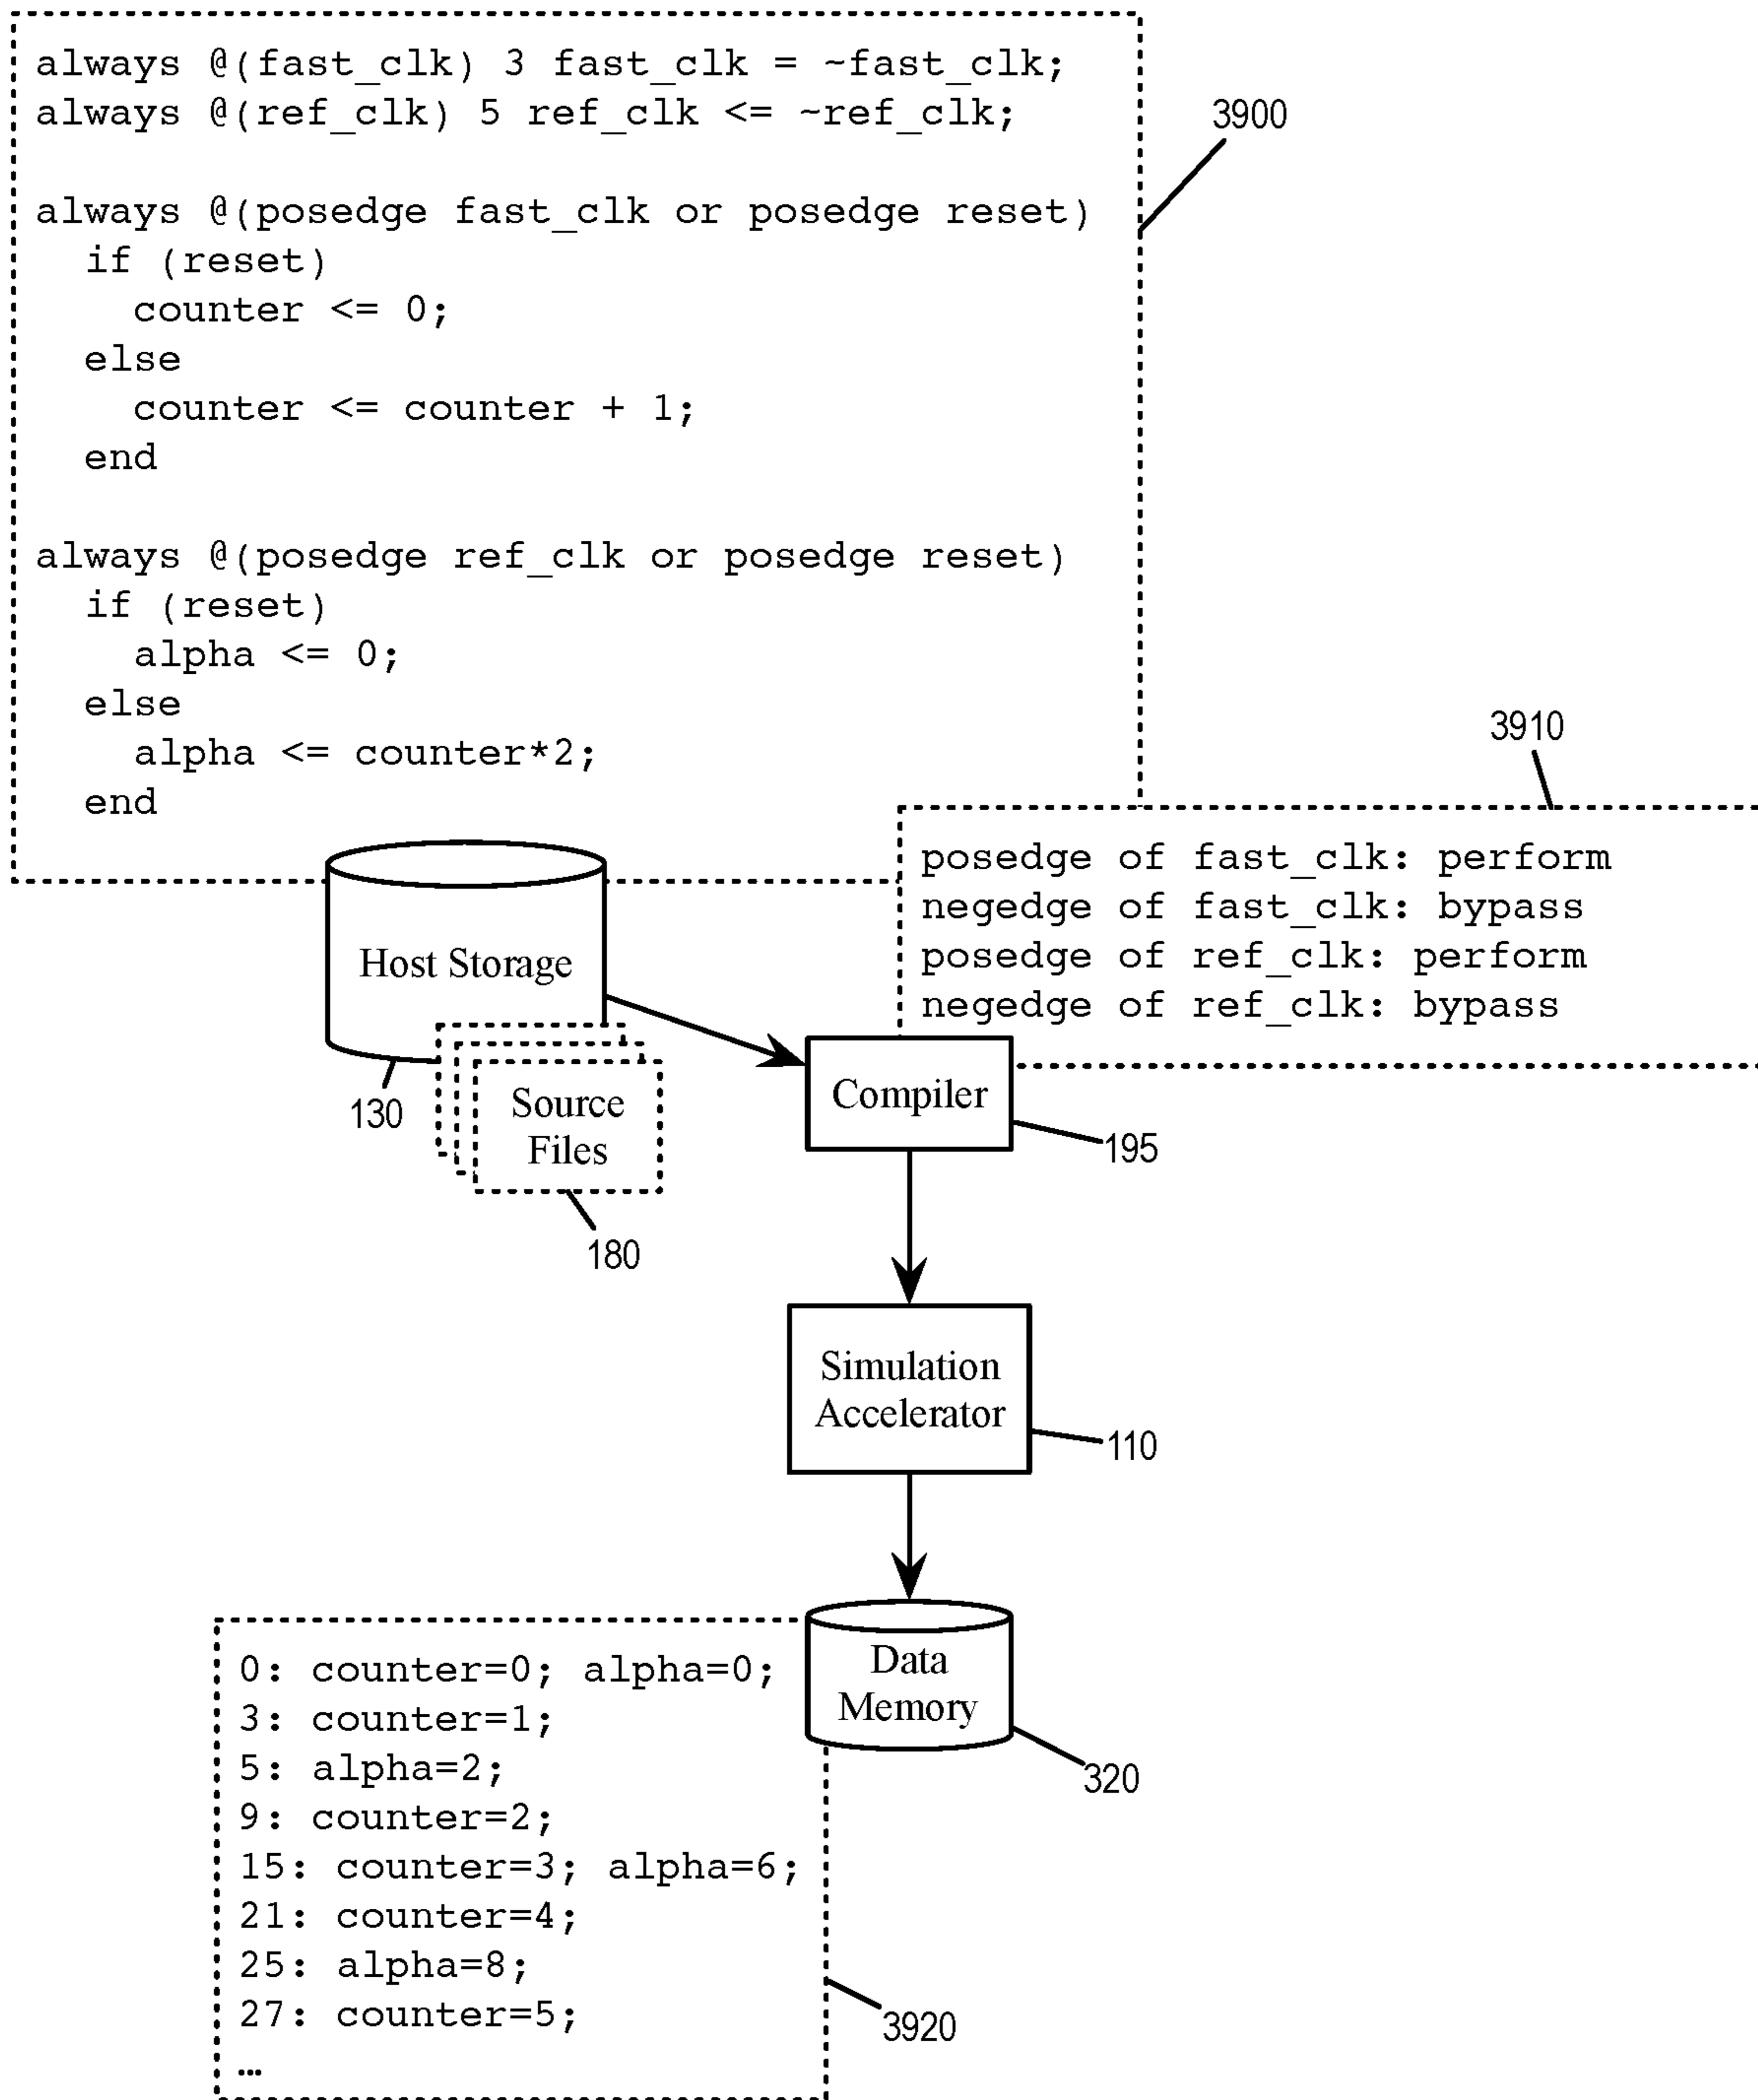 always @(fast_clk) 3 fast_clk = ~fast_clk;
always @(ref_clk) 5 ref_clk <= ~ref_clk;
3900
always @(posedge fast_clk or posedge reset)
if (reset)
counter <= 0;
else
counter <= counter + 1;
end
always @(posedge ref_clk or posedge reset)
if (reset)
alpha <= 0;
else
alpha <= counter*2;
end
3910
posedge of fast_clk: perform
negedge of fast_clk: bypass
posedge of ref_clk: perform
negedge of ref_clk: bypass
Host Storage
130
Source
Files
180
Compiler
195
Simulation
Accelerator
110
Data
Memory
320
0: counter=0; alpha=0;
3: counter=1;
5: alpha=2;
9: counter=2;
15: counter=3; alpha=6;
21: counter=4;
25: alpha=8;
27: counter=5;
…
3920